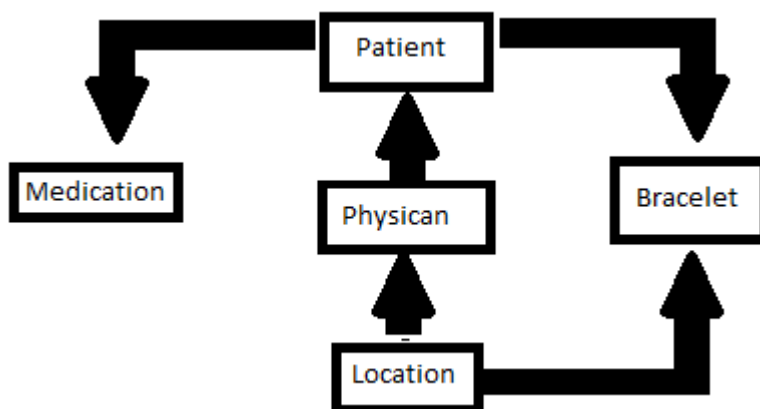 Patient
Medication
Physican
Bracelet
Location